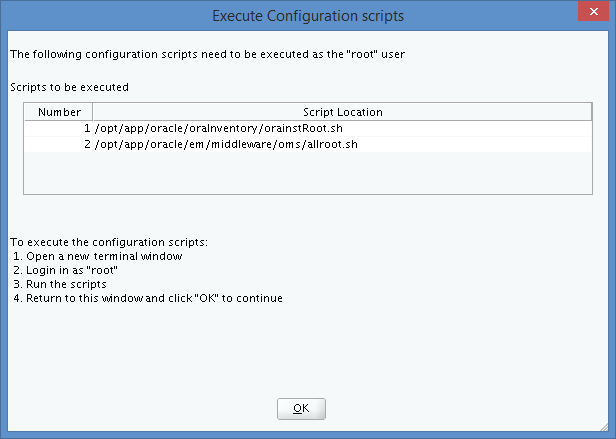 Execute Configuration scripts
The following configuration scripts need to be executed as the "root" user
Scripts to be executed
Number Script Location
1 /opt/app/oracle/oraInventory/orainstRoot.sh
2 /opt/app/oracle/em/middleware/oms/allroot.sh
To execute the configuration scripts:
1. Open a new terminal window
2. Login in as "root"
3. Run the scripts
4. Return to this window and click "OK" to continue
OK